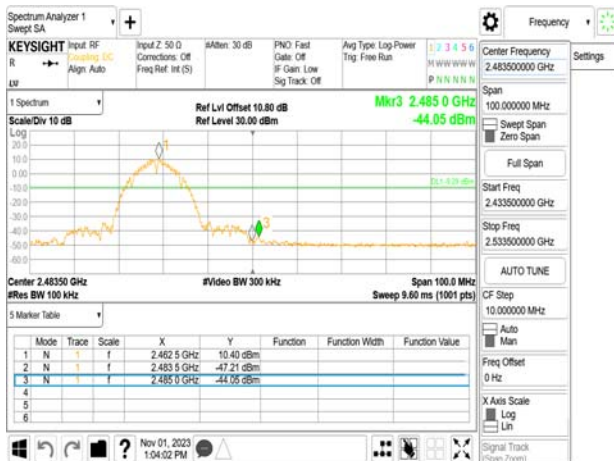 Spectrum Analyzer 1
Swept SA
Frequency
Settings
KEYSIGHT
R
LXI
Input: RF
Coupling: DC
Align: Auto
Input Z: 50 Ω
Corrections: Off
Freq Ref: Int (S)
#Atten: 30 dB
PNO: Fast
Gate: Off
IF Gain: Low
Sig Track: Off
Avg Type: Log-Power
Trig: Free Run
1 2 3 4 5 6
M W W W W W
P N N N N N
1 Spectrum
Scale/Div 10 dB
Log
Ref Lvl Offset 10.80 dB
Ref Level 30.00 dBm
Mkr3 2.485 0 GHz
-44.05 dBm
20.0
10.0
0.00
-10.0
-20.0
-30.0
-40.0
-50.0
-60.0
1
3
Center 2.48350 GHz
#Res BW 100 kHz
#Video BW 300 kHz
Span 100.0 MHz
Sweep 9.60 ms (1001 pts)
5 Marker Table
Mode Trace Scale X Y Function Function Width Function Value
1 N 1 f 2.462 5 GHz 10.40 dBm
2 N 1 f 2.483 5 GHz -47.21 dBm
3 N 1 f 2.485 0 GHz -44.05 dBm
4
5
6
Nov 01, 2023
1:04:02 PM
Center Frequency
2.483500000 GHz
Span
100.000000 MHz
Swept Span
Zero Span
Full Span
Start Freq
2.433500000 GHz
Stop Freq
2.533500000 GHz
AUTO TUNE
CF Step
10.000000 MHz
Auto
Man
Freq Offset
0 Hz
X Axis Scale
Log
Lin
Signal Track
(Span Zoom)